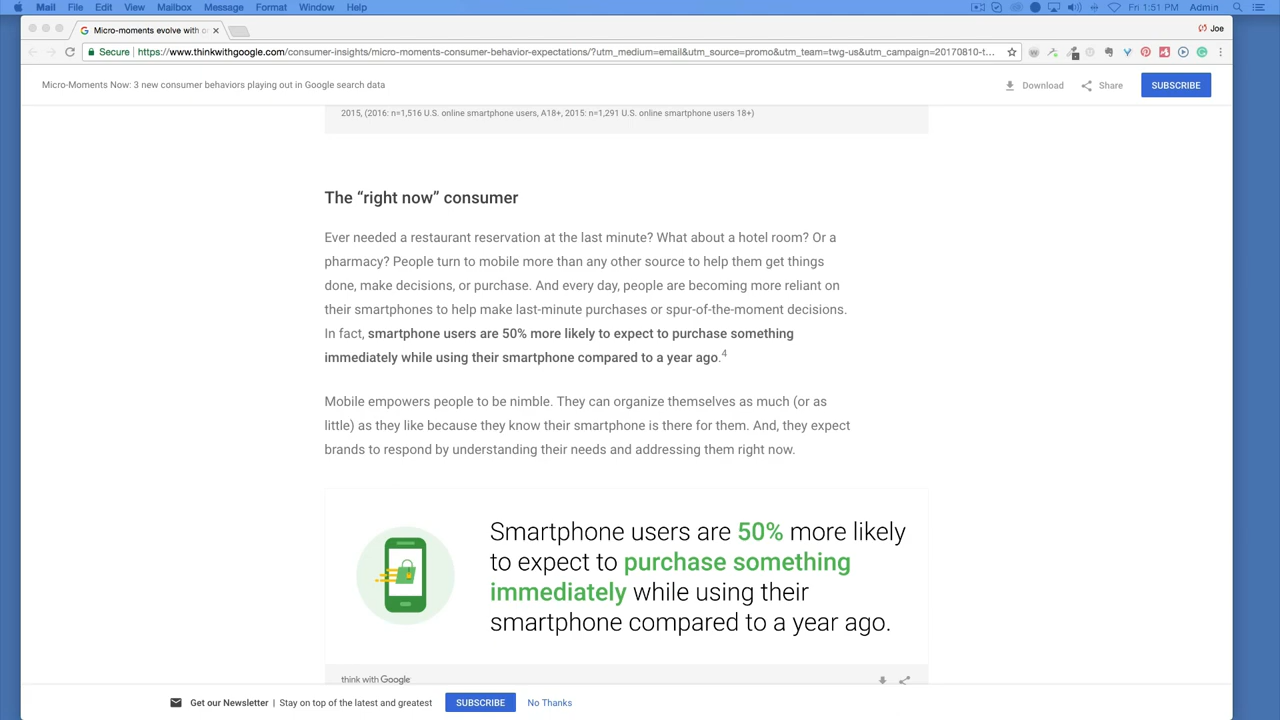 Mail File Edit View Mailbox Message Format Window Help Fri 1:51 PM Admin
Micro-moments evolve with Joe
Secure https://www.thinkwithgoogle.com/consumer-insights/micro-moments-consumer-behavior-expectations/?utm_medium=email&utm_source=promo&utm_team=twg-us&utm_campaign=20170810-t...
Micro-Moments Now: 3 new consumer behaviors playing out in Google search data Download Share SUBSCRIBE
2015, (2016: n=1,516 U.S. online smartphone users, A18+, 2015: n=1,291 U.S. online smartphone users 18+)
The “right now” consumer
Ever needed a restaurant reservation at the last minute? What about a hotel room? Or a
pharmacy? People turn to mobile more than any other source to help them get things
done, make decisions, or purchase. And every day, people are becoming more reliant on
their smartphones to help make last-minute purchases or spur-of-the-moment decisions.
In fact, smartphone users are 50% more likely to expect to purchase something
immediately while using their smartphone compared to a year ago.4
Mobile empowers people to be nimble. They can organize themselves as much (or as
little) as they like because they know their smartphone is there for them. And, they expect
brands to respond by understanding their needs and addressing them right now.
Smartphone users are 50% more likely
to expect to purchase something
immediately while using their
smartphone compared to a year ago.
think with Google
Get our Newsletter | Stay on top of the latest and greatest SUBSCRIBE No Thanks